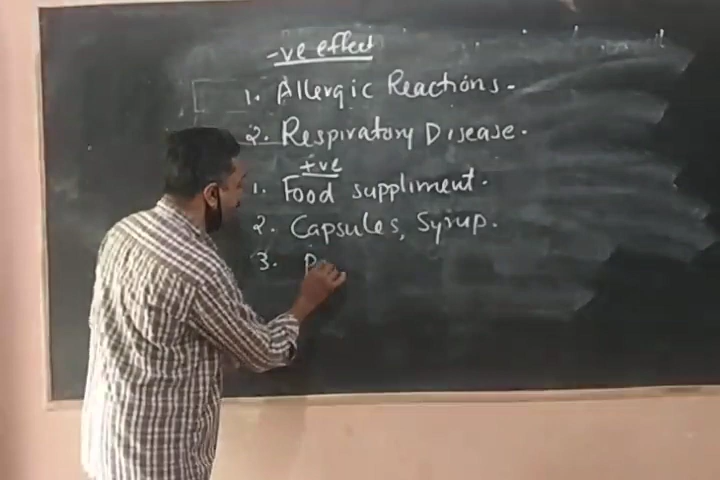 -ve effect
1. Allergic Reactions.
2. Respiratory Disease.
+ve
1. Food suppliment.
2. Capsules, Syrup.
3. P